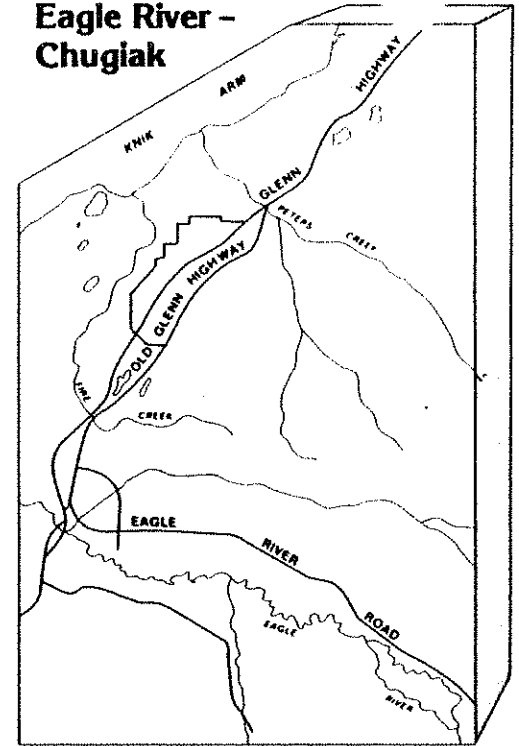 Eagle River –
Chugiak
KNIK ARM
GLENN HIGHWAY
PETERS CREEK
OLD GLENN HIGHWAY
FIRE CREEK
EAGLE RIVER ROAD
EAGLE RIVER